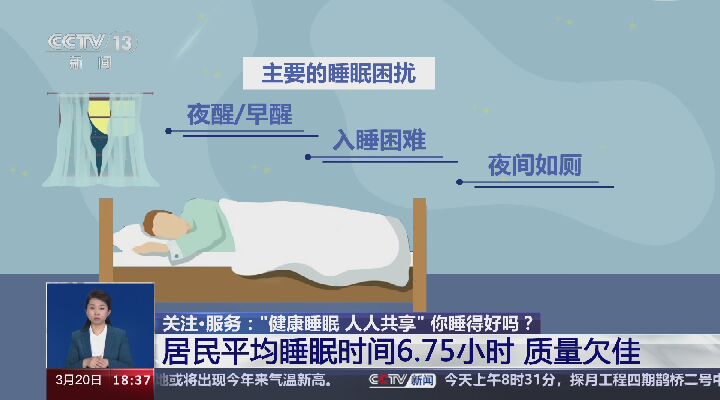 CCTV 13
新闻
主要的睡眠困扰
夜醒/早醒
入睡困难
夜间如厕
关注·服务："健康睡眠 人人共享" 你睡得好吗？
居民平均睡眠时间6.75小时 质量欠佳
3月20日 18:37 地或将出现今年来气温新高。 CCTV 新闻 今天上午8时31分，探月工程四期鹊桥二号中